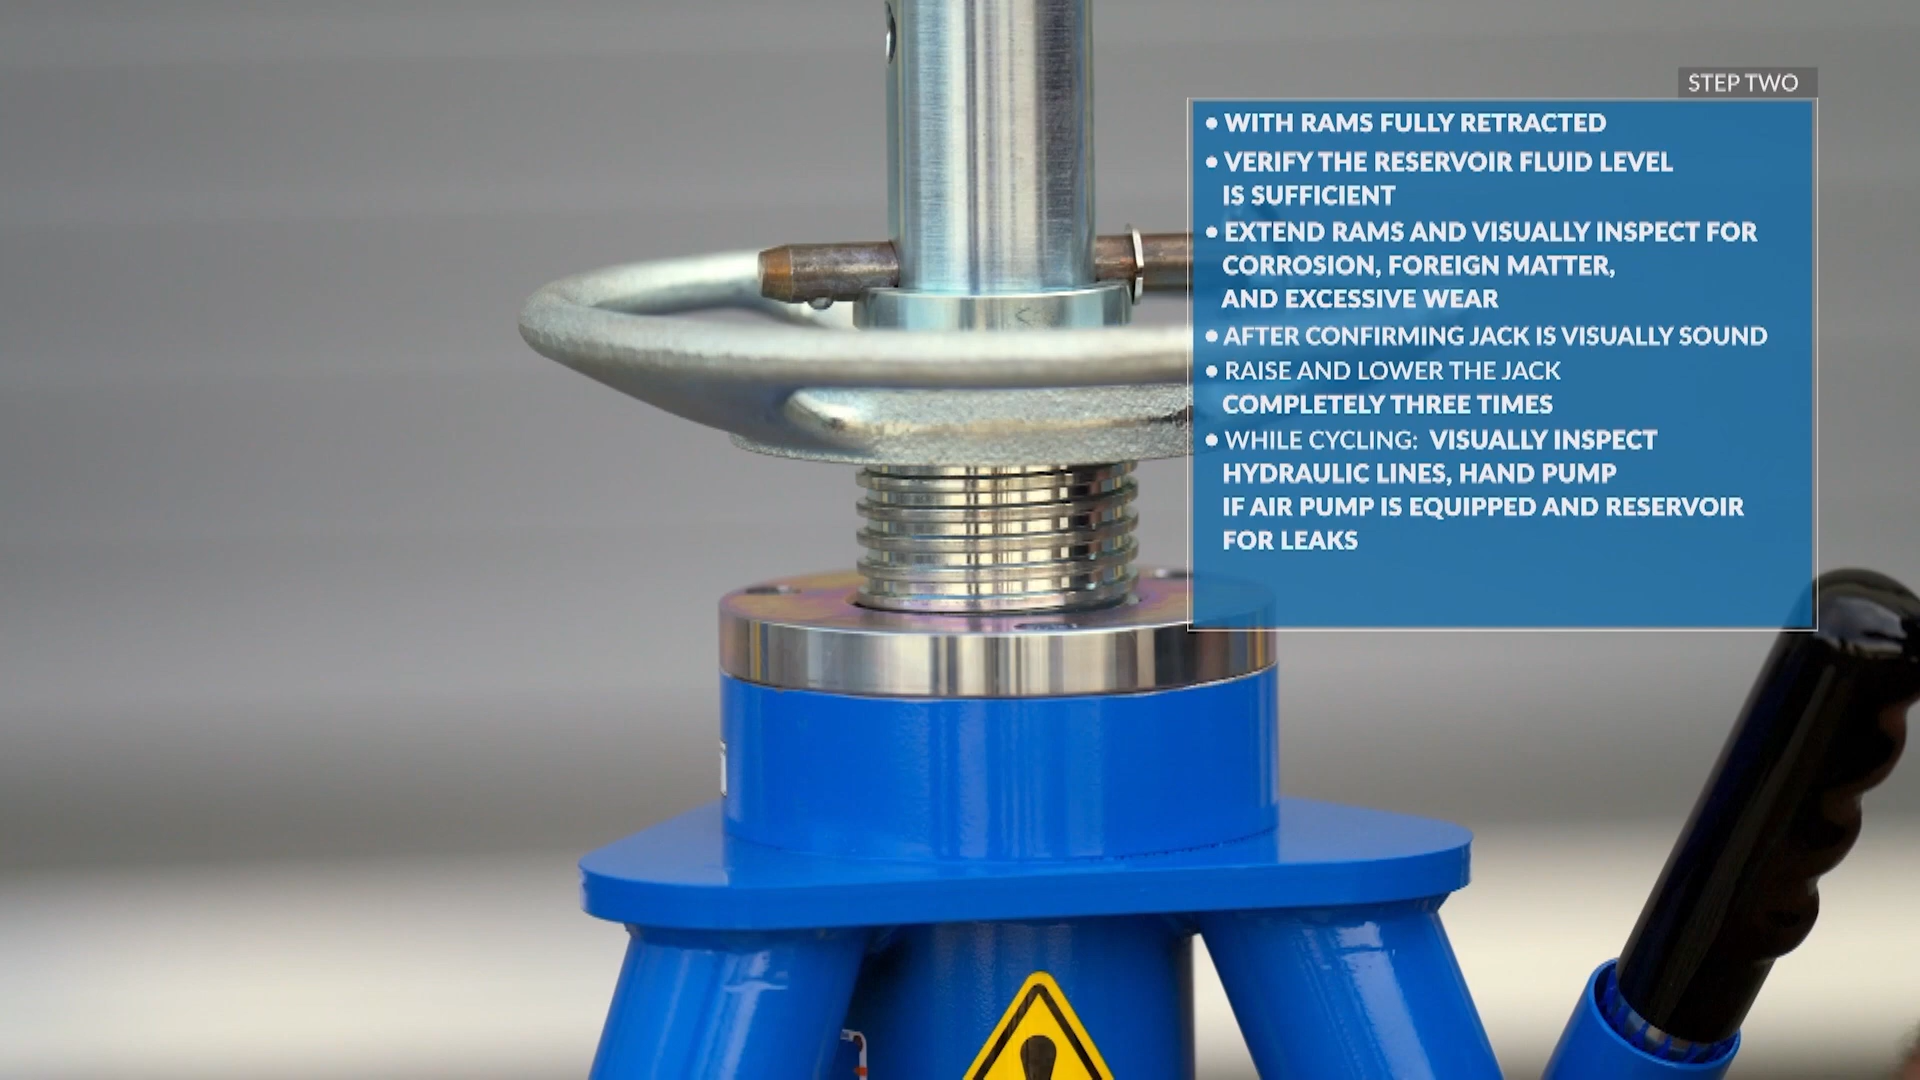 STEP TWO
• WITH RAMS FULLY RETRACTED
• VERIFY THE RESERVOIR FLUID LEVEL
IS SUFFICIENT
• EXTEND RAMS AND VISUALLY INSPECT FOR
CORROSION, FOREIGN MATTER,
AND EXCESSIVE WEAR
• AFTER CONFIRMING JACK IS VISUALLY SOUND
• RAISE AND LOWER THE JACK
COMPLETELY THREE TIMES
• WHILE CYCLING: VISUALLY INSPECT
HYDRAULIC LINES, HAND PUMP
IF AIR PUMP IS EQUIPPED AND RESERVOIR
FOR LEAKS